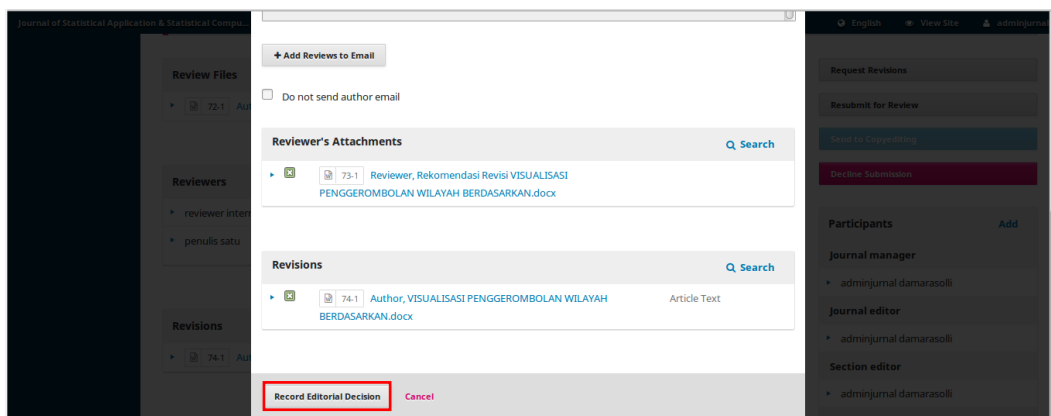 Journal of Statistical Application & Statistical Compu...
English
View Site
adminjurnal
+ Add Reviews to Email
Do not send author email
Review Files
72-1 Aut
Reviewer's Attachments
Search
73-1 Reviewer, Rekomendasi Revisi VISUALISASI
PENGGEROMBOLAN WILAYAH BERDASARKAN.docx
Reviewers
reviewer intern
penulis satu
Revisions
Search
74-1 Author, VISUALISASI PENGGEROMBOLAN WILAYAH
BERDASARKAN.docx
Article Text
Revisions
74-1 Aut
Record Editorial Decision
Cancel
Request Revisions
Resubmit for Review
Send to Copyediting
Decline Submission
Participants
Add
Journal manager
adminjurnal damarasolli
Journal editor
adminjurnal damarasolli
Section editor
adminjurnal damarasolli